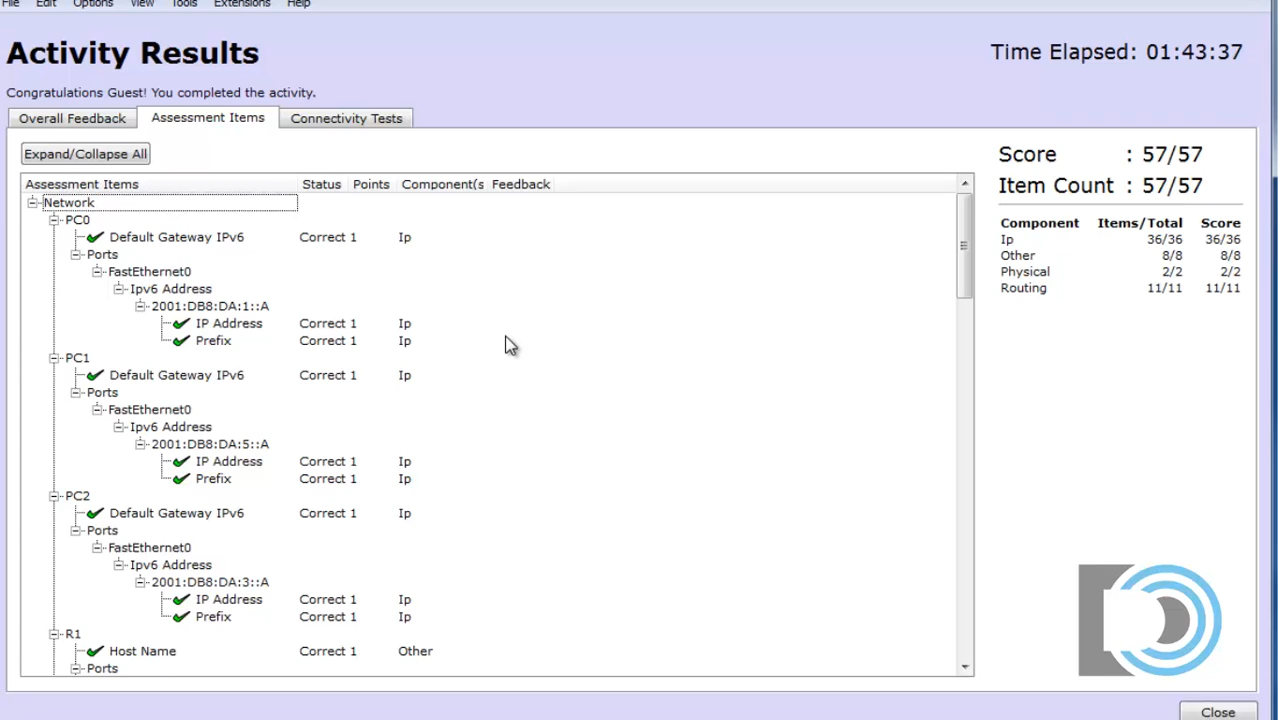 File Edit Options View Tools Extensions Help
Activity Results
Time Elapsed: 01:43:37
Congratulations Guest! You completed the activity.
Overall Feedback Assessment Items Connectivity Tests
Expand/Collapse All
Assessment Items Status Points Component(s Feedback
Network
PC0
Default Gateway IPv6 Correct 1 Ip
Ports
FastEthernet0
Ipv6 Address
2001:DB8:DA:1::A
IP Address Correct 1 Ip
Prefix Correct 1 Ip
PC1
Default Gateway IPv6 Correct 1 Ip
Ports
FastEthernet0
Ipv6 Address
2001:DB8:DA:5::A
IP Address Correct 1 Ip
Prefix Correct 1 Ip
PC2
Default Gateway IPv6 Correct 1 Ip
Ports
FastEthernet0
Ipv6 Address
2001:DB8:DA:3::A
IP Address Correct 1 Ip
Prefix Correct 1 Ip
R1
Host Name Correct 1 Other
Ports
Score : 57/57
Item Count : 57/57
Component Items/Total Score
Ip 36/36 36/36
Other 8/8 8/8
Physical 2/2 2/2
Routing 11/11 11/11
Close